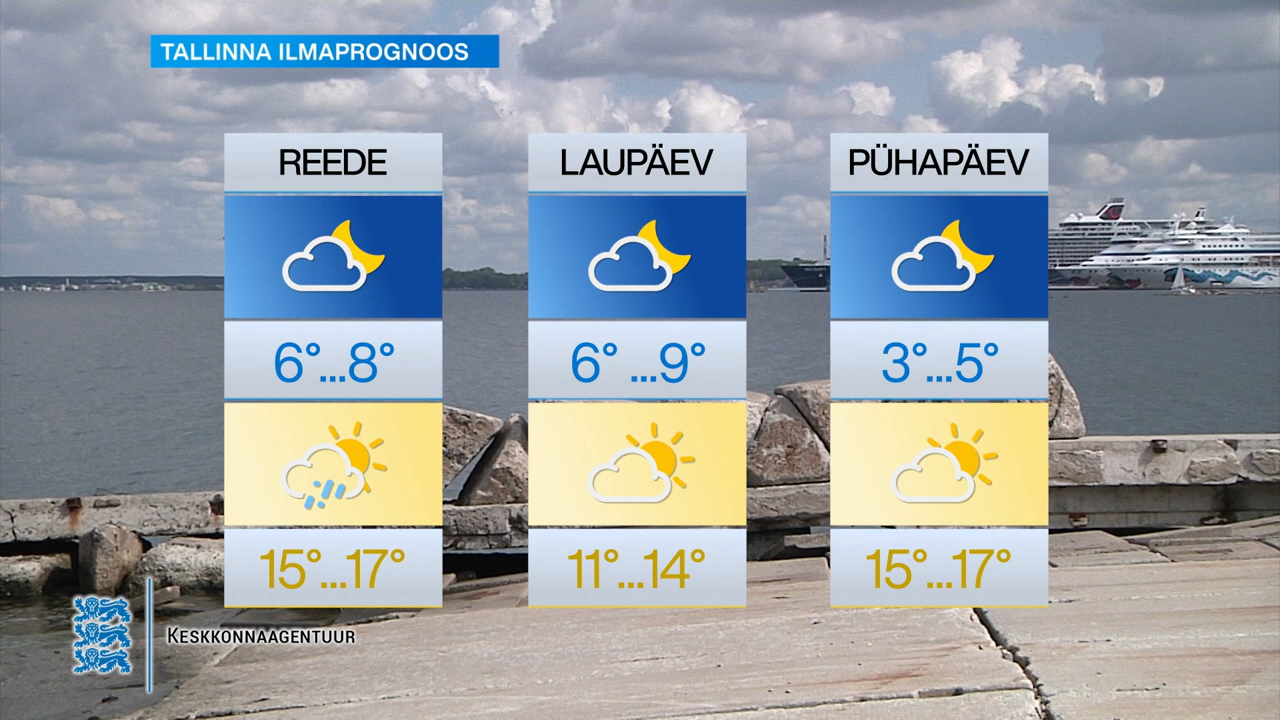 TALLINNA ILMAPROGNOOS
REEDE
6°...8°
15°...17°
LAUPÄEV
6° ...9°
11°...14°
PÜHAPÄEV
3°...5°
15°...17°
KESKKONNAAGENTUUR